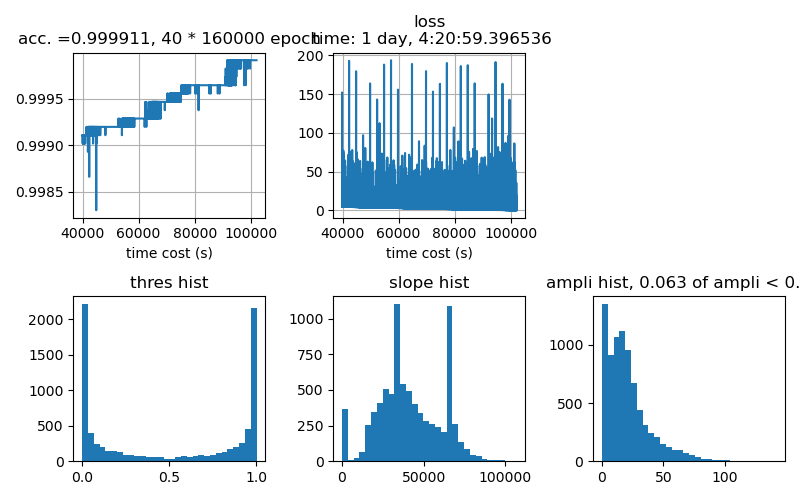 acc. =0.999911, 40 * 160000 epoch
loss
time: 1 day, 4:20:59.396536
0.9995
0.9990
0.9985
40000 60000 80000 100000
time cost (s)
200
150
100
50
0
40000 60000 80000 100000
time cost (s)
thres hist
2000
1500
1000
500
0
0.0 0.5 1.0
slope hist
1000
750
500
250
0
0 50000 100000
ampli hist, 0.063 of ampli < 0.
1000
500
0
0 50 100